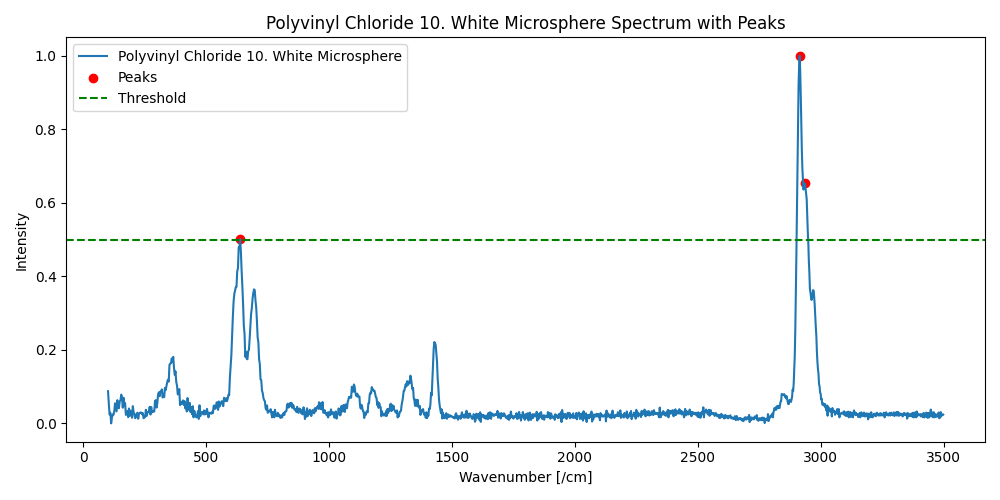 Polyvinyl Chloride 10. White Microsphere Spectrum with Peaks
Polyvinyl Chloride 10. White Microsphere
Peaks
Threshold
Intensity
1.0
0.8
0.6
0.4
0.2
0.0
0 500 1000 1500 2000 2500 3000 3500
Wavenumber [/cm]